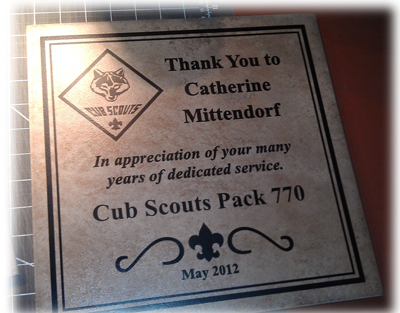 Thank You to
Catherine
Mittendorf
CUB SCOUTS
In appreciation of your many
years of dedicated service.
Cub Scouts Pack 770
May 2012